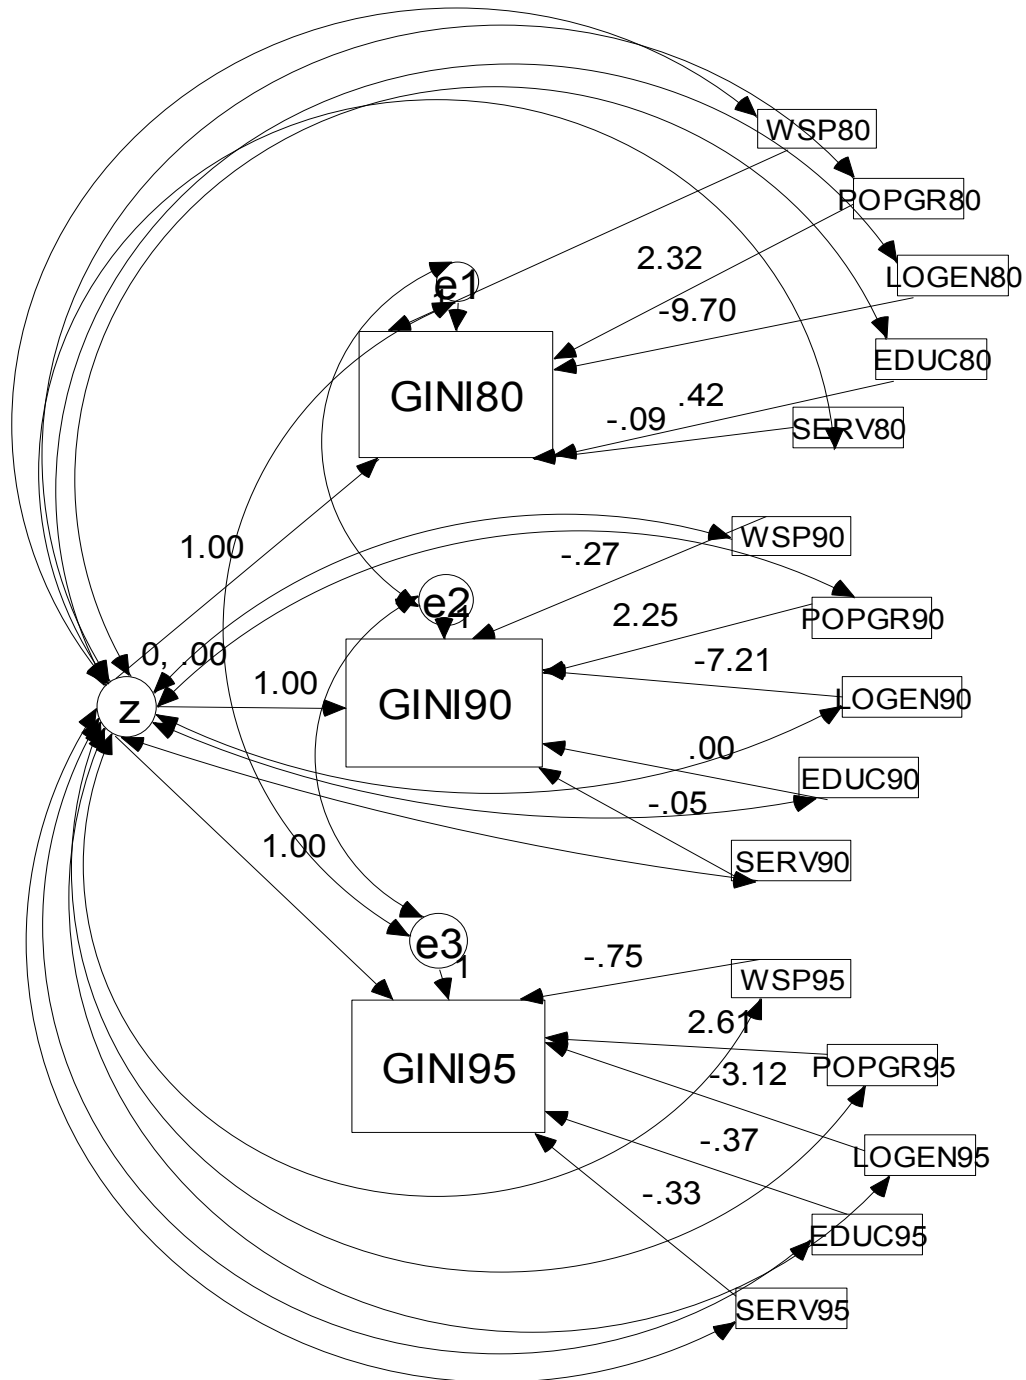 WSP80
POPGR80
2.32
LOGEN80
e1
1
-9.70
EDUC80
GINI80
.42
-.09
SERV80
WSP90
1.00
-.27
e2
1
2.25
POPGR90
0, .00
-7.21
1.00
LOGEN90
z
GINI90
.00
EDUC90
-.05
1.00
SERV90
e3
1
-.75
WSP95
2.61
GINI95
-3.12
POPGR95
-.37
LOGEN95
-.33
EDUC95
SERV95